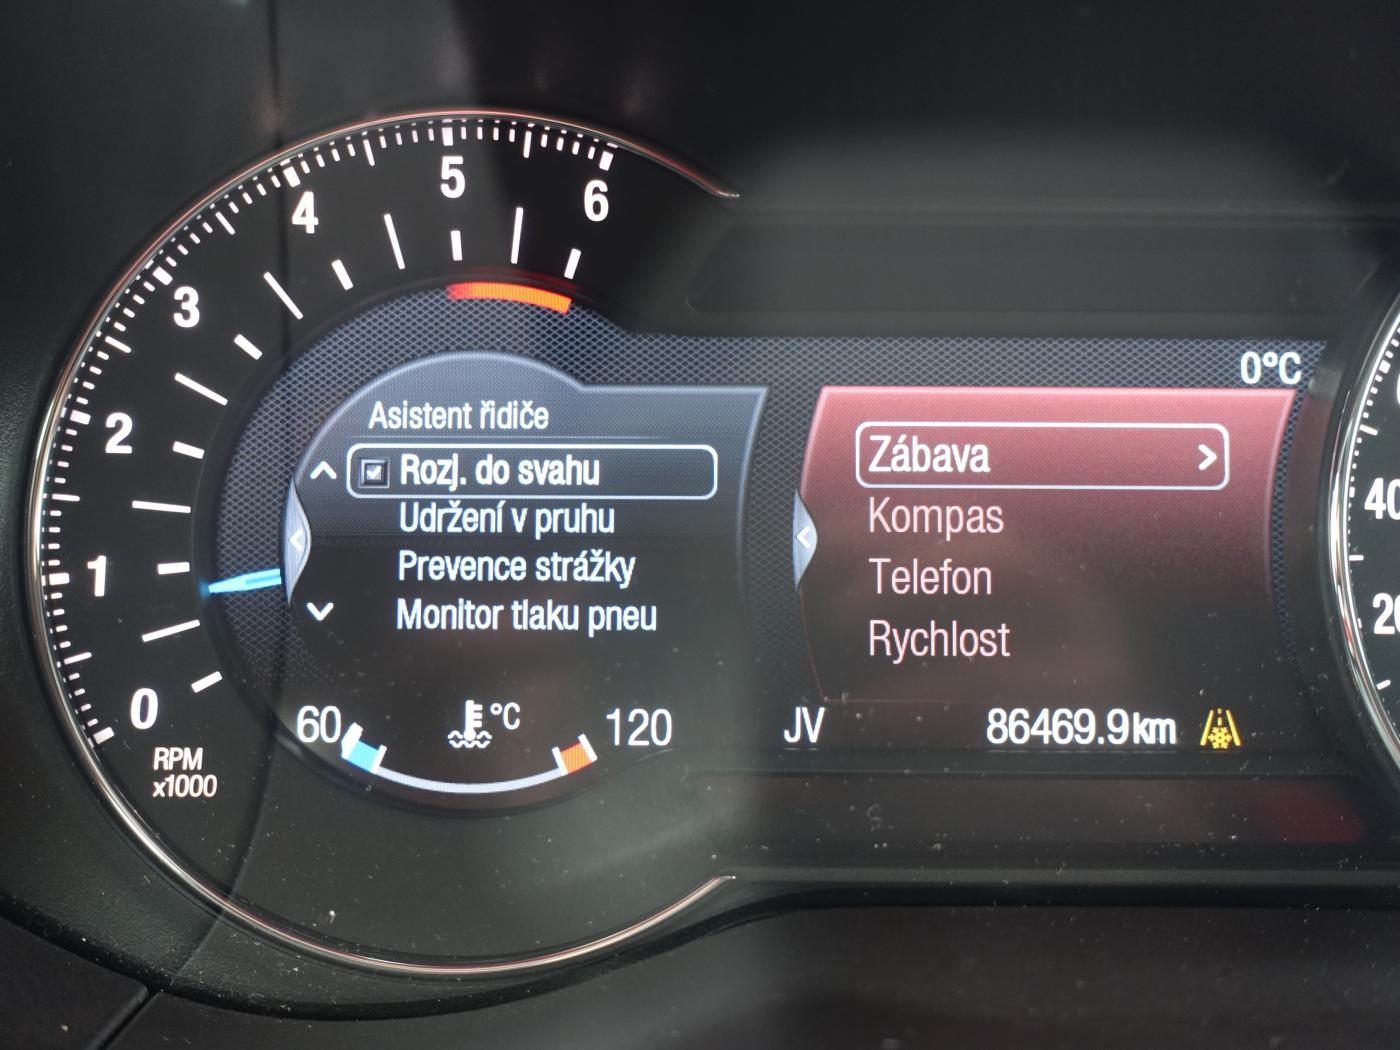 5
6
4
3
2
1
0
RPM
x1000
Asistent řidiče
Rozj. do svahu
Udržení v pruhu
Prevence strážky
Monitor tlaku pneu
60 °C 120
0°C
Zábava >
Kompas
Telefon
Rychlost
JV 86469.9km
40
20